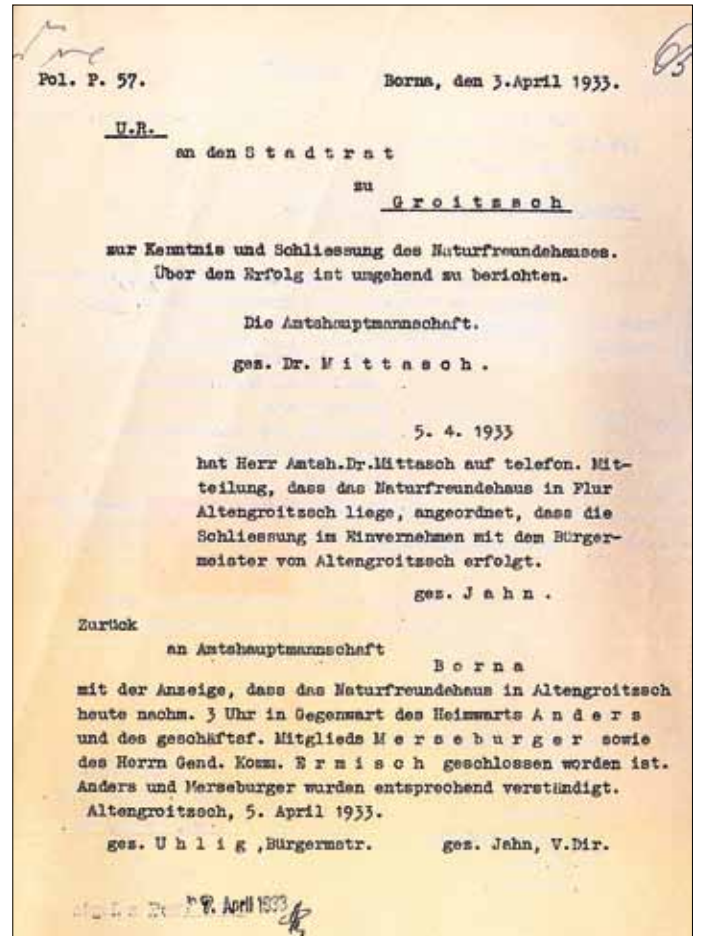 Pol. P. 57.
Borna, den 3.April 1933.
U.R.
an den S t a d t r a t
zu
G r o i t z s c h
zur Kenntnis und Schliessung des Naturfreundehauses.
Über den Erfolg ist umgehend zu berichten.
Die Amtshauptmannschaft.
gez. Dr. M i t t a s c h .
5. 4. 1933
hat Herr Amtsh.Dr.Mittasch auf telefon. Mit-
teilung, dass das Naturfreundehaus in Flur
Altengroitzsch liege, angeordnet, dass die
Schliessung im Einvernehmen mit dem Bürger-
meister von Altengroitzsch erfolgt.
gez. J a h n .
Zurück
an Amtshauptmannschaft
B o r n a
mit der Anzeige, dass das Naturfreundehaus in Altengroitzsch
heute nachm. 3 Uhr in Gegenwart des Heimwarts A n d e r s
und des geschäftsf. Mitglieds M e r s e b u r g e r sowie
des Herrn Gend. Komm. E r m i s c h geschlossen worden ist.
Anders und Merseburger wurden entsprechend verständigt.
Altengroitzsch, 5. April 1933.
gez. U h l i g ,Bürgermstr.
gez. Jahn, V.Dir.
April 1933